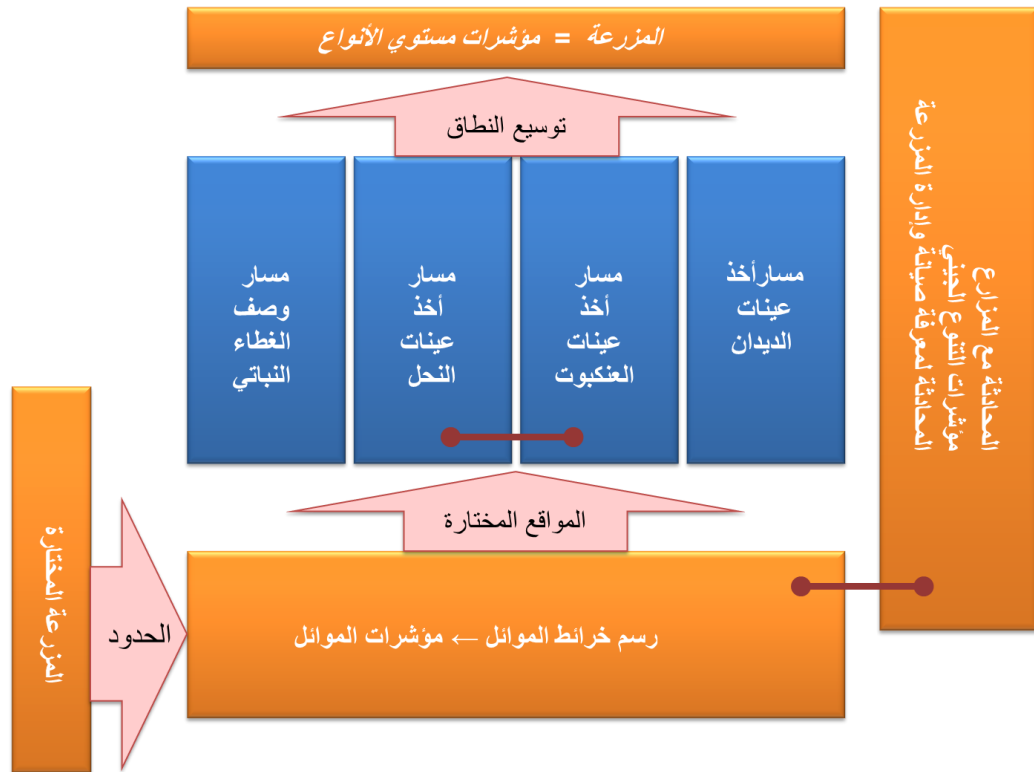 المزرعة = مؤشرات مستوي الأنواع
توسيع النطاق
مسار أخذ
عينات
الديدان
مسار
أخذ
عينات
العنكبوت
مسار
أخذ
عينات
النحل
مسار
وصف
الغطاء
النباتي
المواقع المختارة
رسم خرائط الموائل ← مؤشرات الموائل
الحدود
المزرعة المختارة
المحادثة مع المزارع
مؤشرات التنوع الجيني
المحادثة لمعرفة صيانة وإدارة المزرعة